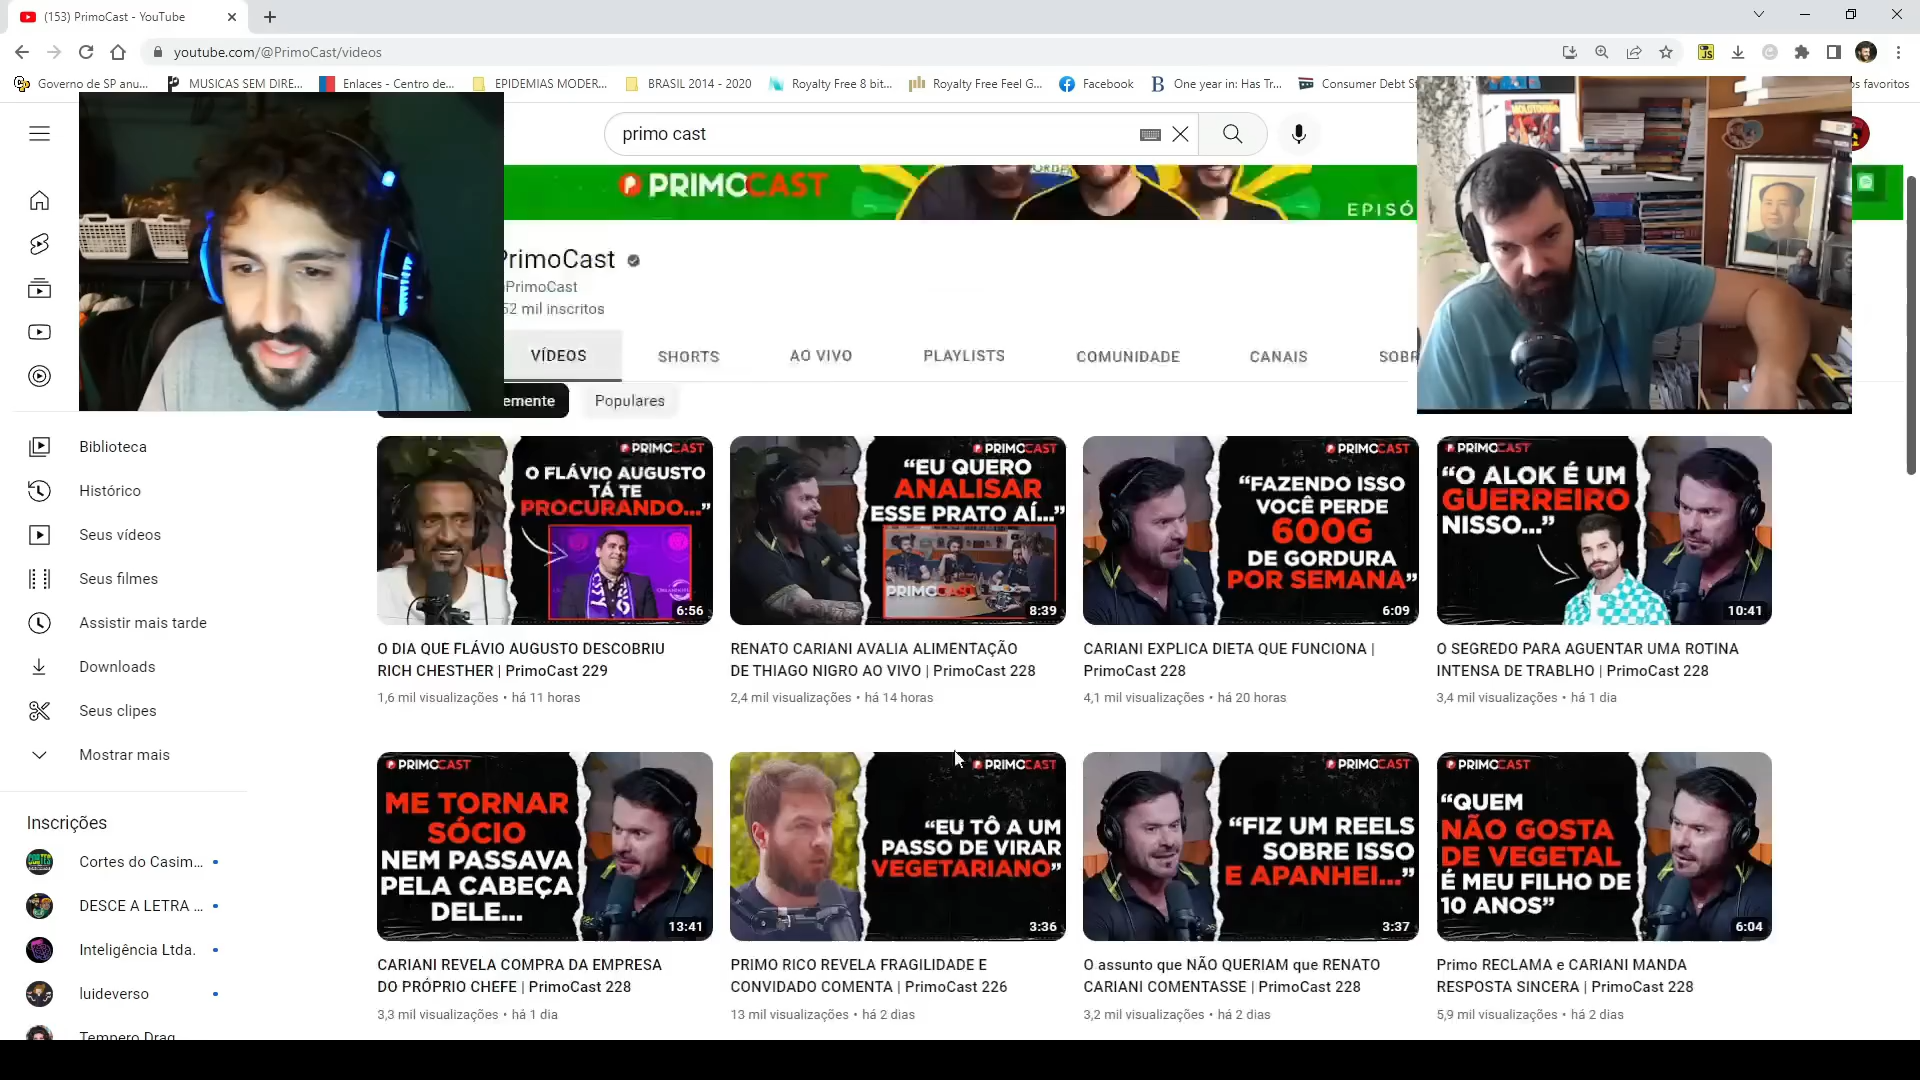 (153) PrimoCast - YouTube
youtube.com/@PrimoCast/videos
Governo de SP anu...
MUSICAS SEM DIRE...
Enlaces - Centro de...
EPIDEMIAS MODER...
BRASIL 2014 - 2020
Royalty Free 8 bit...
Royalty Free Feel G...
Facebook
One year in: Has Tr...
Consumer Debt St
os favoritos
primo cast
PRIMOCAST
EPISÓ
PrimoCast
PrimoCast
52 mil inscritos
VÍDEOS
SHORTS
AO VIVO
PLAYLISTS
COMUNIDADE
CANAIS
SOBR
emente
Populares
Biblioteca
Histórico
Seus vídeos
Seus filmes
Assistir mais tarde
Downloads
Seus clipes
Mostrar mais
Inscrições
Cortes do Casim...
DESCE A LETRA ...
Inteligência Ltda.
luideverso
Tempero Drag
PRIMOCAST
O FLÁVIO AUGUSTO
TÁ TE
PROCURANDO..."
6:56
O DIA QUE FLÁVIO AUGUSTO DESCOBRIU
RICH CHESTHER | PrimoCast 229
1,6 mil visualizações • há 11 horas
PRIMOCAST
"EU QUERO
ANALISAR
ESSE PRATO AÍ..."
PRIMOCAST
8:39
RENATO CARIANI AVALIA ALIMENTAÇÃO
DE THIAGO NIGRO AO VIVO | PrimoCast 228
2,4 mil visualizações • há 14 horas
PRIMOCAST
"FAZENDO ISSO
VOCÊ PERDE
600G
DE GORDURA
POR SEMANA"
6:09
CARIANI EXPLICA DIETA QUE FUNCIONA |
PrimoCast 228
4,1 mil visualizações • há 20 horas
PRIMOCAST
"O ALOK É UM
GUERREIRO
NISSO..."
10:41
O SEGREDO PARA AGUENTAR UMA ROTINA
INTENSA DE TRABLHO | PrimoCast 228
3,4 mil visualizações • há 1 dia
PRIMOCAST
ME TORNAR
SÓCIO
NEM PASSAVA
PELA CABEÇA
DELE...
13:41
CARIANI REVELA COMPRA DA EMPRESA
DO PRÓPRIO CHEFE | PrimoCast 228
3,3 mil visualizações • há 1 dia
PRIMOCAST
"EU TÔ A UM
PASSO DE VIRAR
VEGETARIANO"
3:36
PRIMO RICO REVELA FRAGILIDADE E
CONVIDADO COMENTA | PrimoCast 226
13 mil visualizações • há 2 dias
PRIMOCAST
"FIZ UM REELS
SOBRE ISSO
E APANHEI..."
3:37
O assunto que NÃO QUERIAM que RENATO
CARIANI COMENTASSE | PrimoCast 228
3,2 mil visualizações • há 2 dias
PRIMOCAST
"QUEM
NÃO GOSTA
DE VEGETAL
É MEU FILHO DE
10 ANOS"
6:04
Primo RECLAMA e CARIANI MANDA
RESPOSTA SINCERA | PrimoCast 228
5,9 mil visualizações • há 2 dias